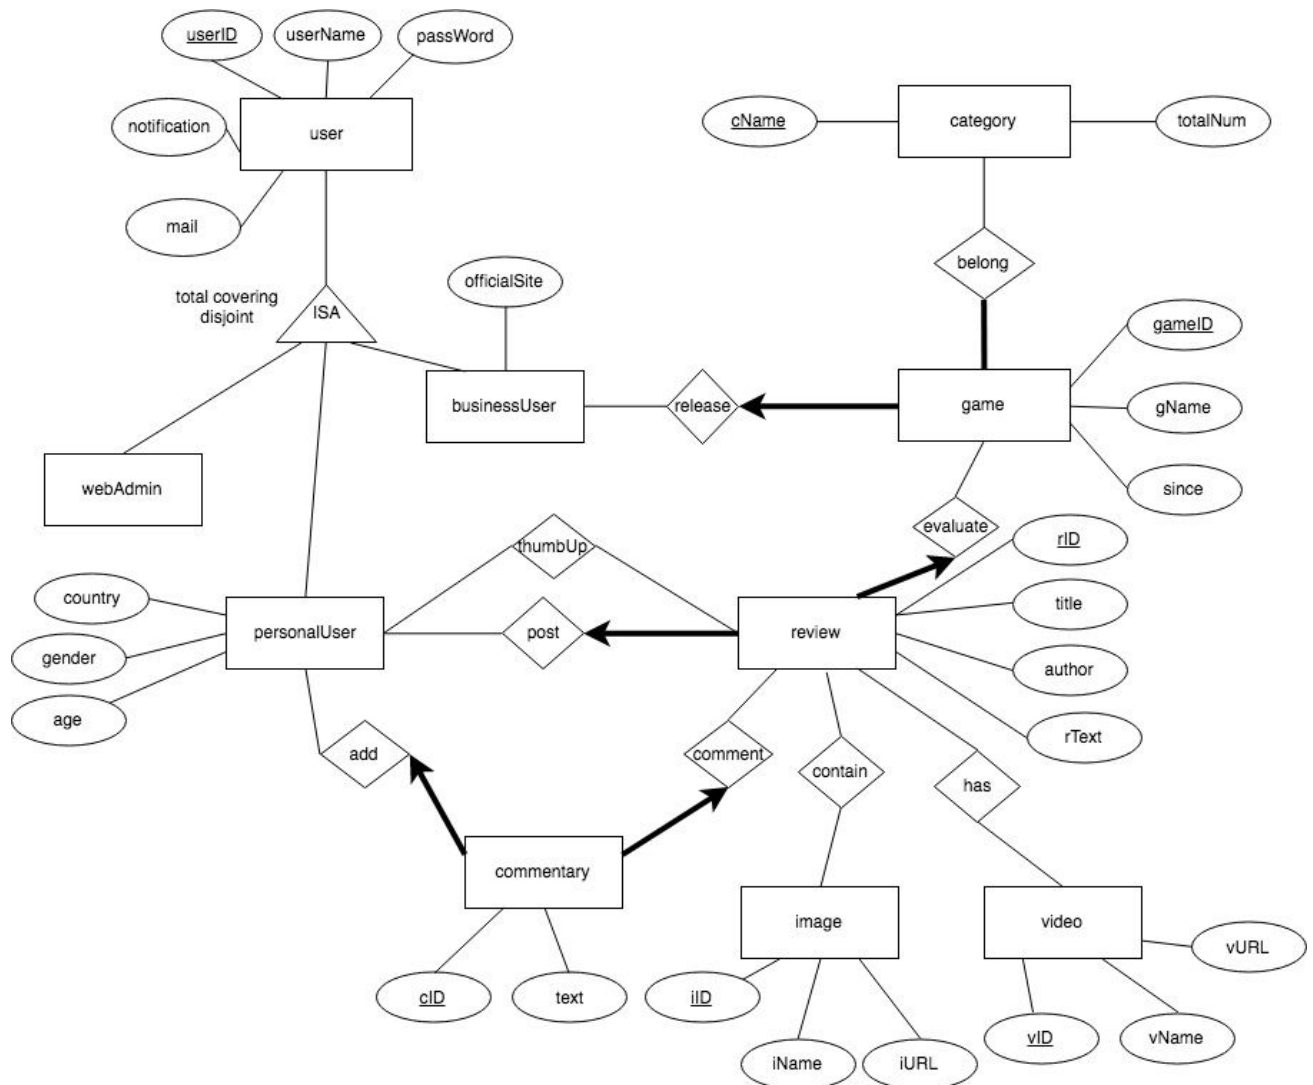 userID
userName
passWord
notification
user
mail
cName
category
totalNum
belong
officialSite
total covering
disjoint
ISA
gameID
businessUser
release
game
gName
webAdmin
since
evaluate
thumbUp
rID
country
title
personalUser
post
review
gender
author
age
rText
add
comment
contain
has
commentary
image
video
vURL
cID
text
iID
vID
vName
iName
iURL